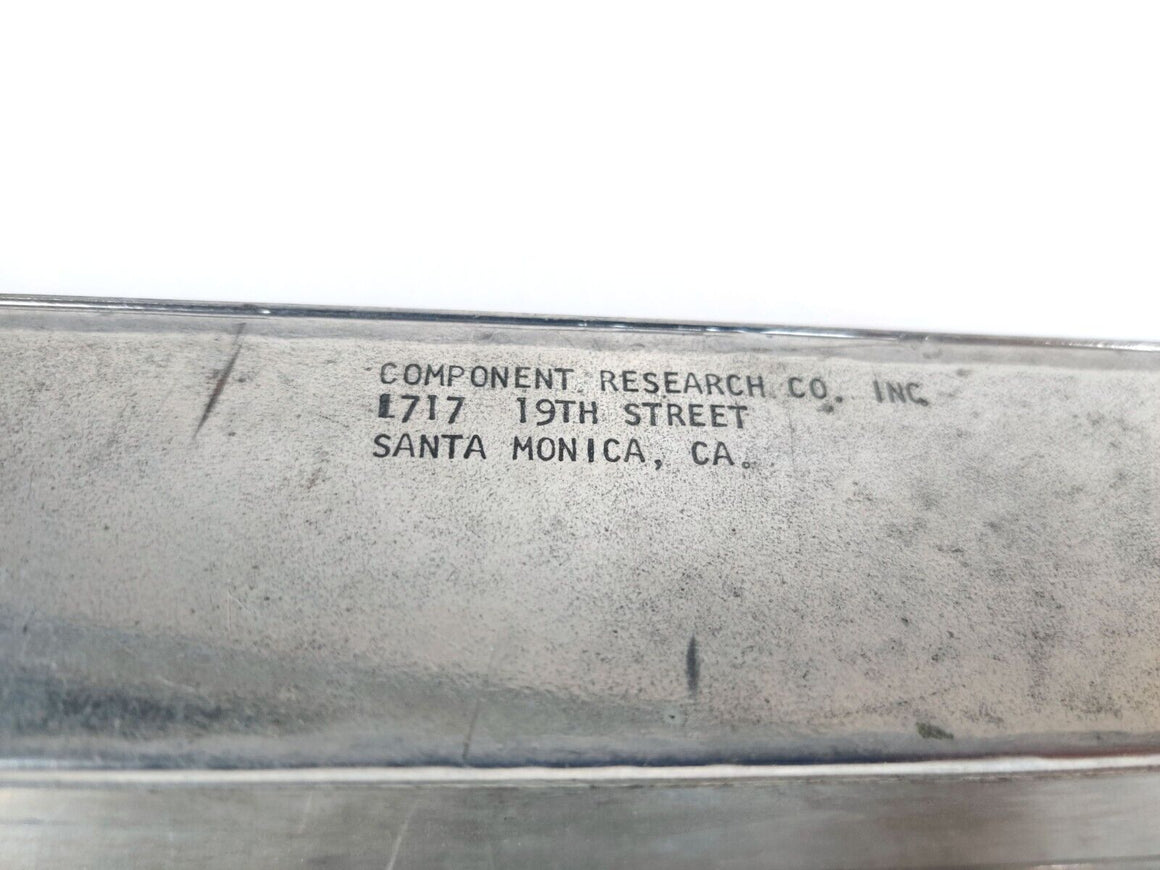 COMPONENT RESEARCH CO. INC.
1717 19TH STREET
SANTA MONICA, CA.